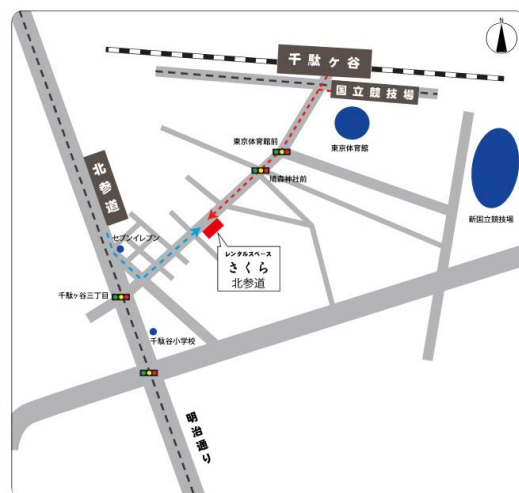 N
千駄ヶ谷
国立競技場
東京体育館前
東京体育館
鳩森神社前
北参道
新国立競技場
セブンイレブン
レンタルスペース
さくら
北参道
千駄ヶ谷三丁目
千駄谷小学校
明治通り